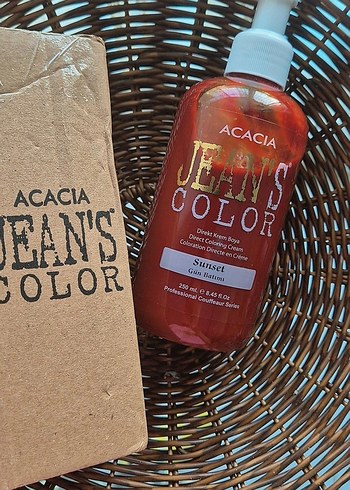 ACACIA
JEAN'S
COLOR
ACACIA
JEAN'S
COLOR
Direkt Krem Boya
Direct Coloring Cream
Coloration Directe en Crème
Sunset
Gün Batımı
250 ml. e 8.45 fl.Oz
Professional Couffeaur Series